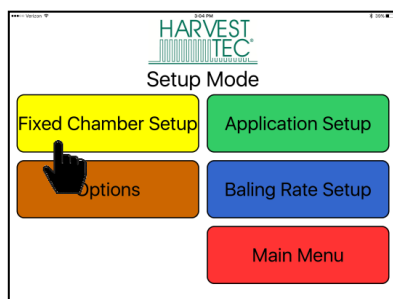 Verizon 3:04 PM 39%
HARVEST
TEC
Setup Mode
Fixed Chamber Setup
Application Setup
Options
Baling Rate Setup
Main Menu